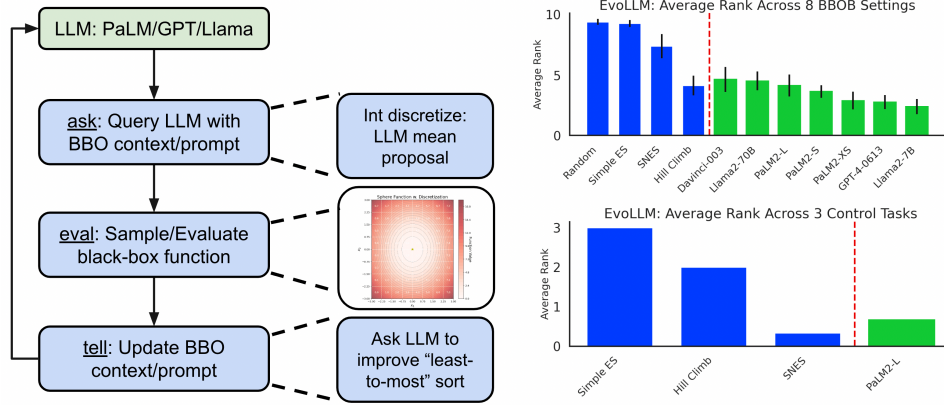 LLM: PaLM/GPT/Llama
ask: Query LLM with
BBO context/prompt
Int discretize:
LLM mean
proposal
eval: Sample/Evaluate
black-box function
Sphere Function w. Discretization
tell: Update BBO
context/prompt
Ask LLM to
improve “least-
to-most” sort
EvoLLM: Average Rank Across 8 BBOB Settings
Average Rank
10
5
0
Random
Simple ES
SNES
Hill Climb
Davinci-003
Llama2-70B
PaLM2-L
PaLM2-S
PaLM2-XS
GPT-4-0613
Llama2-7B
EvoLLM: Average Rank Across 3 Control Tasks
Average Rank
3
2
1
0
Simple ES
Hill Climb
SNES
PaLM2-L